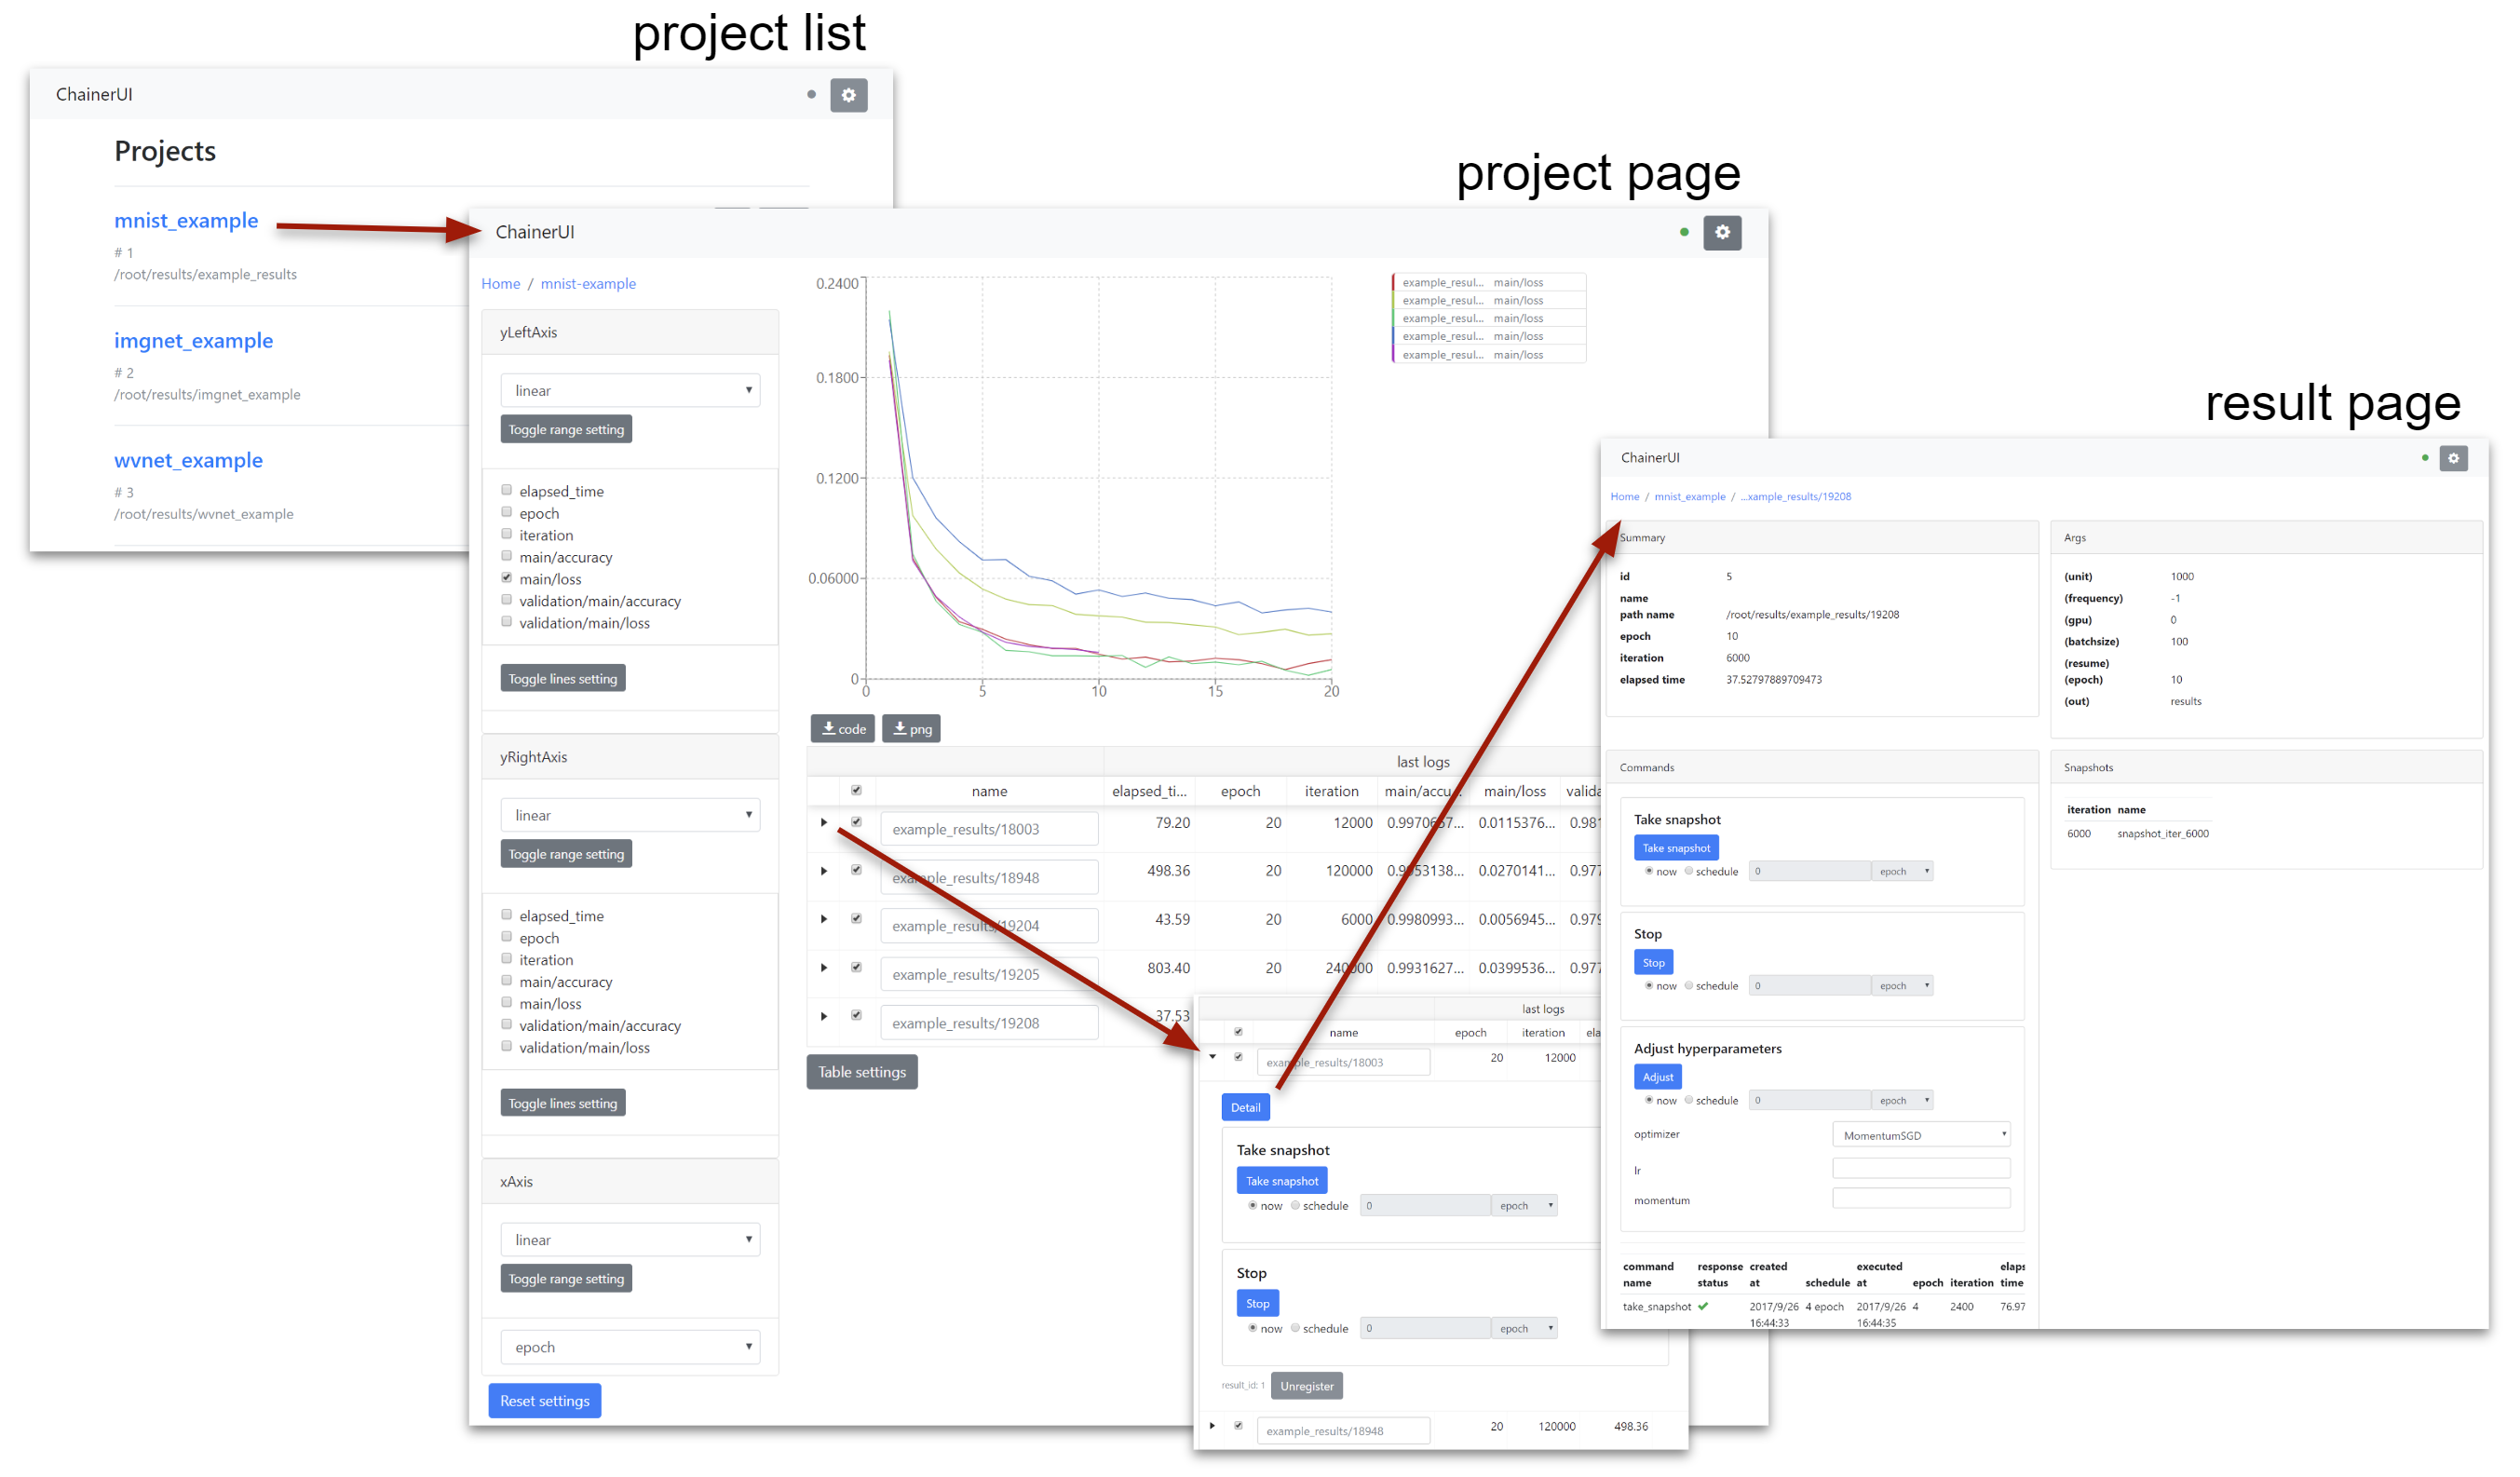 project list
ChainerUI
Projects
mnist_example
# 1
/root/results/example_results
imgnet_example
# 2
/root/results/imgnet_example
wvnet_example
# 3
/root/results/wvnet_example
project page
ChainerUI
Home / mnist-example
yLeftAxis
linear
Toggle range setting
elapsed_time
epoch
iteration
main/accuracy
main/loss
validation/main/accuracy
validation/main/loss
Toggle lines setting
yRightAxis
linear
Toggle range setting
elapsed_time
epoch
iteration
main/accuracy
main/loss
validation/main/accuracy
validation/main/loss
Toggle lines setting
xAxis
linear
Toggle range setting
epoch
Reset settings
0.2400
0.1800
0.1200
0.06000
0
0 5 10 15 20
example_resul... main/loss
example_resul... main/loss
example_resul... main/loss
example_resul... main/loss
example_resul... main/loss
code png
last logs
name elapsed_ti... epoch iteration main/accu... main/loss valida
example_results/18003 79.20 20 12000 0.9970657... 0.0115376... 0.981
example_results/18948 498.36 20 120000 0.9953138... 0.0270141... 0.977
example_results/19204 43.59 20 6000 0.9980993... 0.0056945... 0.979
example_results/19205 803.40 20 240000 0.9931627... 0.0399536... 0.977
example_results/19208 37.53
Table settings
last logs
name epoch iteration ela
example_results/18003 20 12000
Detail
Take snapshot
Take snapshot
now schedule 0 epoch
Stop
Stop
now schedule 0 epoch
result_id: 1 Unregister
example_results/18948 20 120000 498.36
result page
ChainerUI
Home / mnist_example / ...xample_results/19208
Summary
id 5
name
path name /root/results/example_results/19208
epoch 10
iteration 6000
elapsed time 37.52797889709473
Args
(unit) 1000
(frequency) -1
(gpu) 0
(batchsize) 100
(resume)
(epoch) 10
(out) results
Commands
Take snapshot
Take snapshot
now schedule 0 epoch
Stop
Stop
now schedule 0 epoch
Adjust hyperparameters
Adjust
now schedule 0 epoch
optimizer MomentumSGD
lr
momentum
command response created executed elaps
name status at schedule at epoch iteration time
take_snapshot 2017/9/26 4 epoch 2017/9/26 4 2400 76.97
16:44:33 16:44:35
Snapshots
iteration name
6000 snapshot_iter_6000